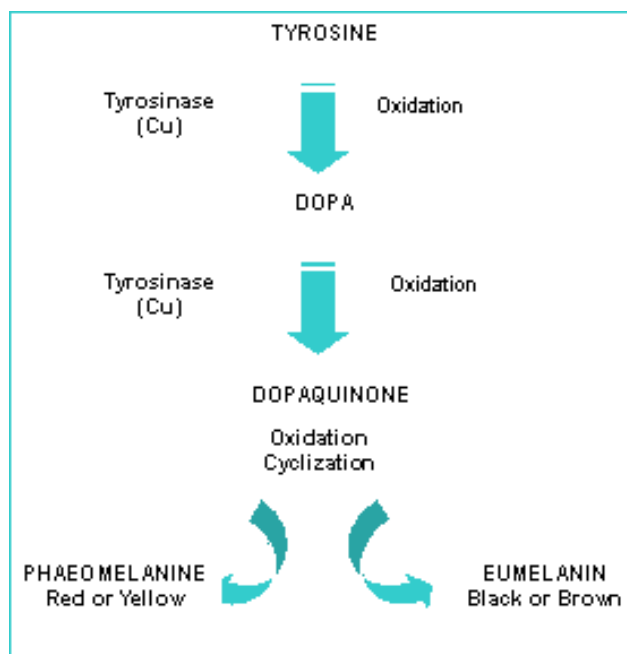 TYROSINE
Tyrosinase
(Cu)
Oxidation
DOPA
Tyrosinase
(Cu)
Oxidation
DOPAQUINONE
Oxidation
Cyclization
PHAEOMELANINE
Red or Yellow
EUMELANIN
Black or Brown